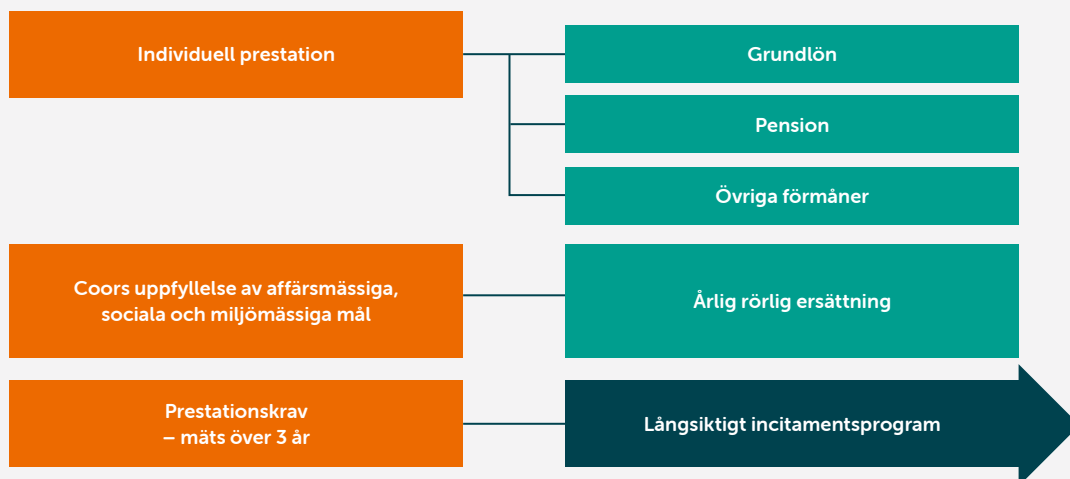 Individuell prestation
Grundlön
Pension
Övriga förmåner
Coors uppfyllelse av affärsmässiga,
sociala och miljömässiga mål
Årlig rörlig ersättning
Prestationskrav
– mäts över 3 år
Långsiktigt incitamentsprogram